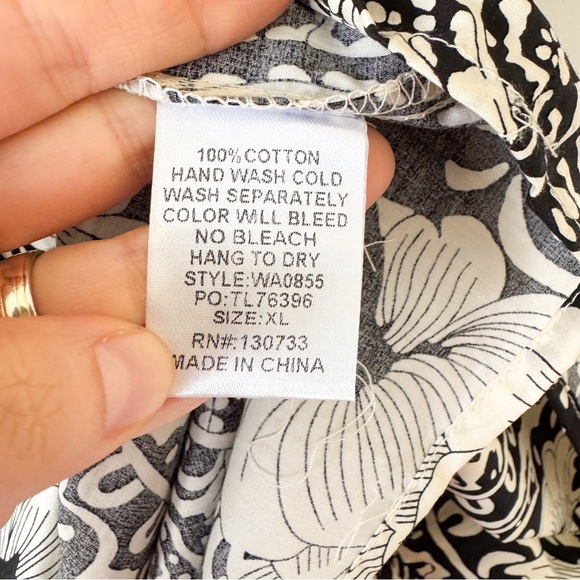 100% COTTON
HAND WASH COLD
WASH SEPARATELY
COLOR WILL BLEED
NO BLEACH
HANG TO DRY
STYLE:WA0855
PO:TL76396
SIZE:XL
RN#:130733
MADE IN CHINA